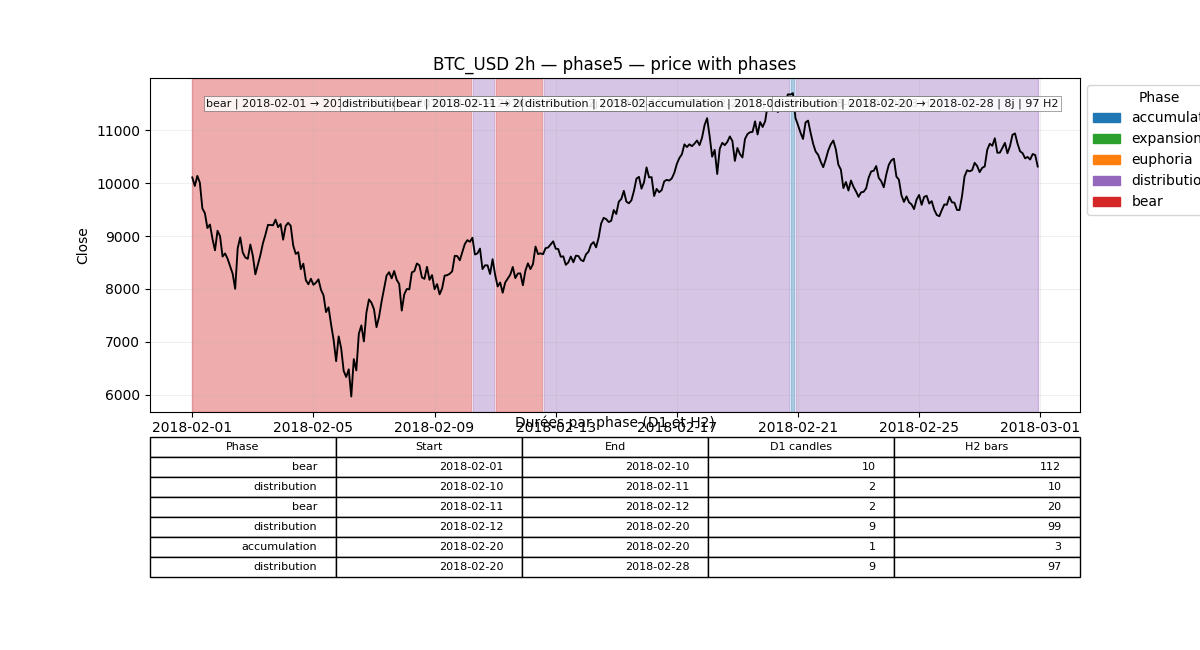 BTC_USD 2h — phase5 — price with phases
bear | 2018-02-01 → 20
distributi
bear | 2018-02-11 → 2
distribution | 2018-02
accumulation | 2018-0
distribution | 2018-02-20 → 2018-02-28 | 8j | 97 H2
Phase
accumulat
expansion
euphoria
distributio
bear
Close
11000
10000
9000
8000
7000
6000
2018-02-01 2018-02-05 2018-02-09 2018-02-13 2018-02-17 2018-02-21 2018-02-25 2018-03-01
Durées par phase (D1 et H2)
Phase Start End D1 candles H2 bars
bear 2018-02-01 2018-02-10 10 112
distribution 2018-02-10 2018-02-11 2 10
bear 2018-02-11 2018-02-12 2 20
distribution 2018-02-12 2018-02-20 9 99
accumulation 2018-02-20 2018-02-20 1 3
distribution 2018-02-20 2018-02-28 9 97